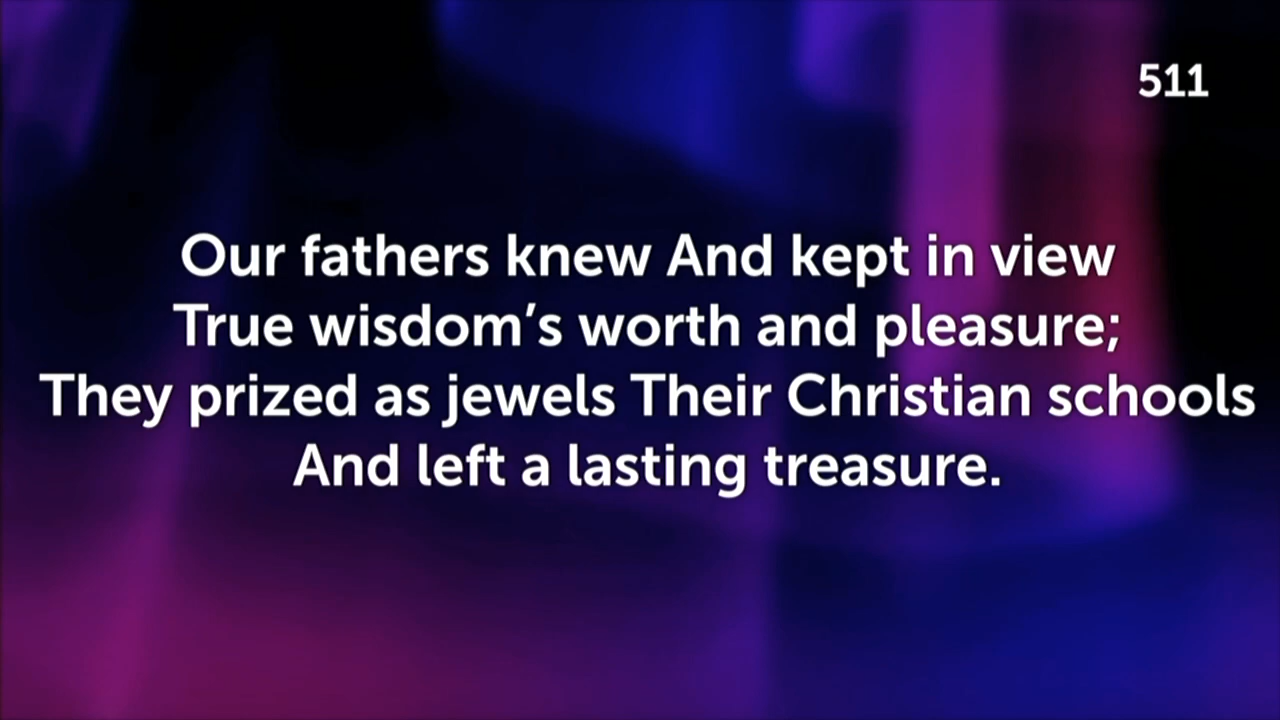 511
Our fathers knew And kept in view
True wisdom’s worth and pleasure;
They prized as jewels Their Christian schools
And left a lasting treasure.